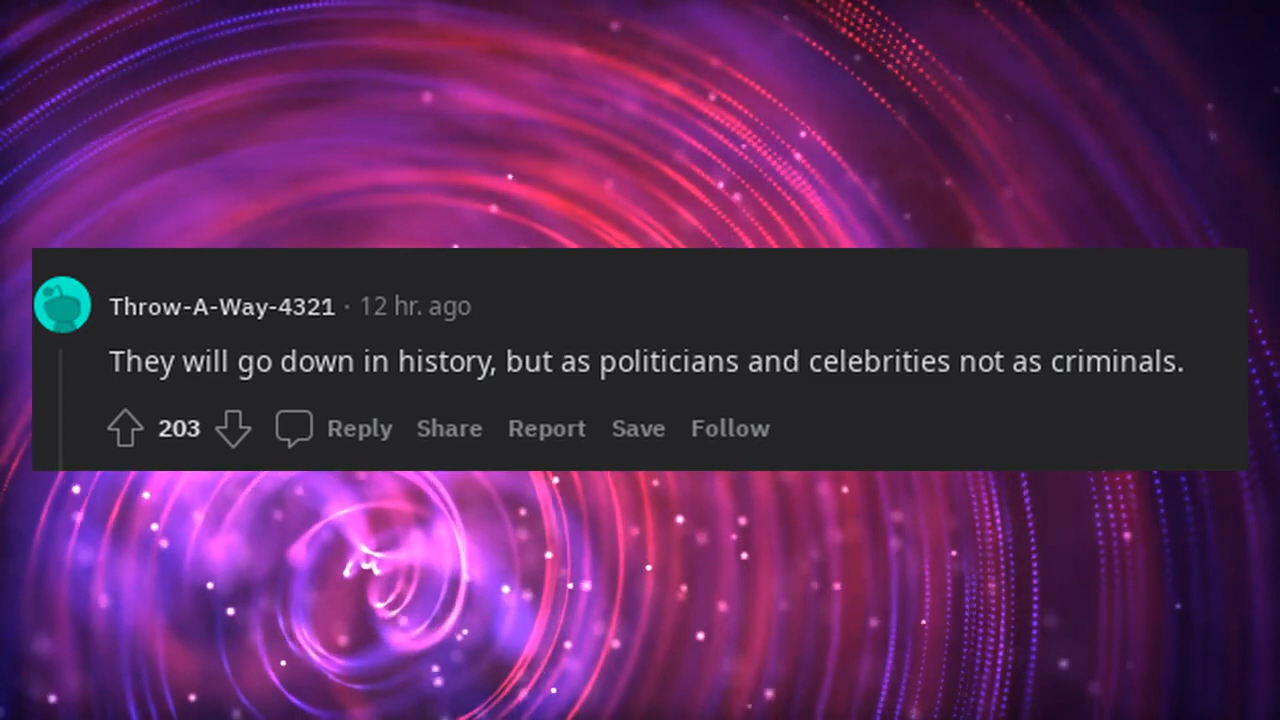 Throw-A-Way-4321 · 12 hr. ago
They will go down in history, but as politicians and celebrities not as criminals.
203 Reply Share Report Save Follow